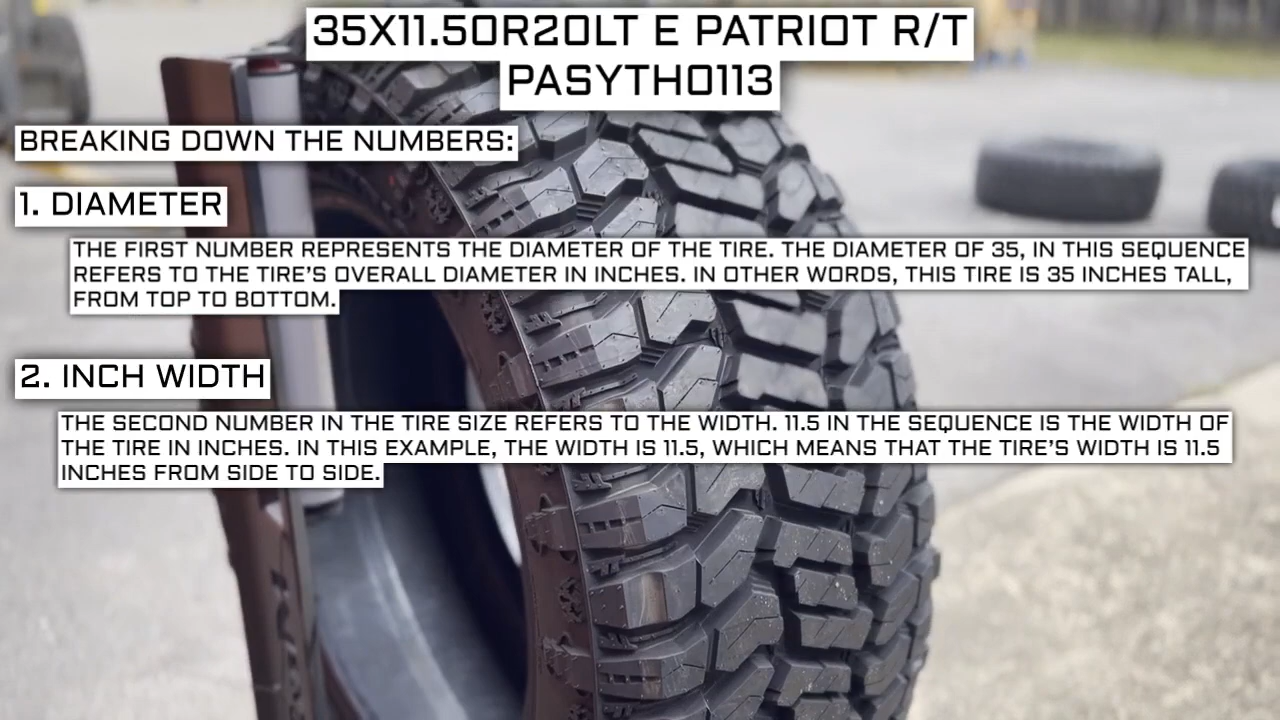 35X11.50R20LT E PATRIOT R/T
PASYTH0113
BREAKING DOWN THE NUMBERS:
1. DIAMETER
THE FIRST NUMBER REPRESENTS THE DIAMETER OF THE TIRE. THE DIAMETER OF 35, IN THIS SEQUENCE
REFERS TO THE TIRE'S OVERALL DIAMETER IN INCHES. IN OTHER WORDS, THIS TIRE IS 35 INCHES TALL,
FROM TOP TO BOTTOM.
2. INCH WIDTH
THE SECOND NUMBER IN THE TIRE SIZE REFERS TO THE WIDTH. 11.5 IN THE SEQUENCE IS THE WIDTH OF
THE TIRE IN INCHES. IN THIS EXAMPLE, THE WIDTH IS 11.5, WHICH MEANS THAT THE TIRE'S WIDTH IS 11.5
INCHES FROM SIDE TO SIDE.